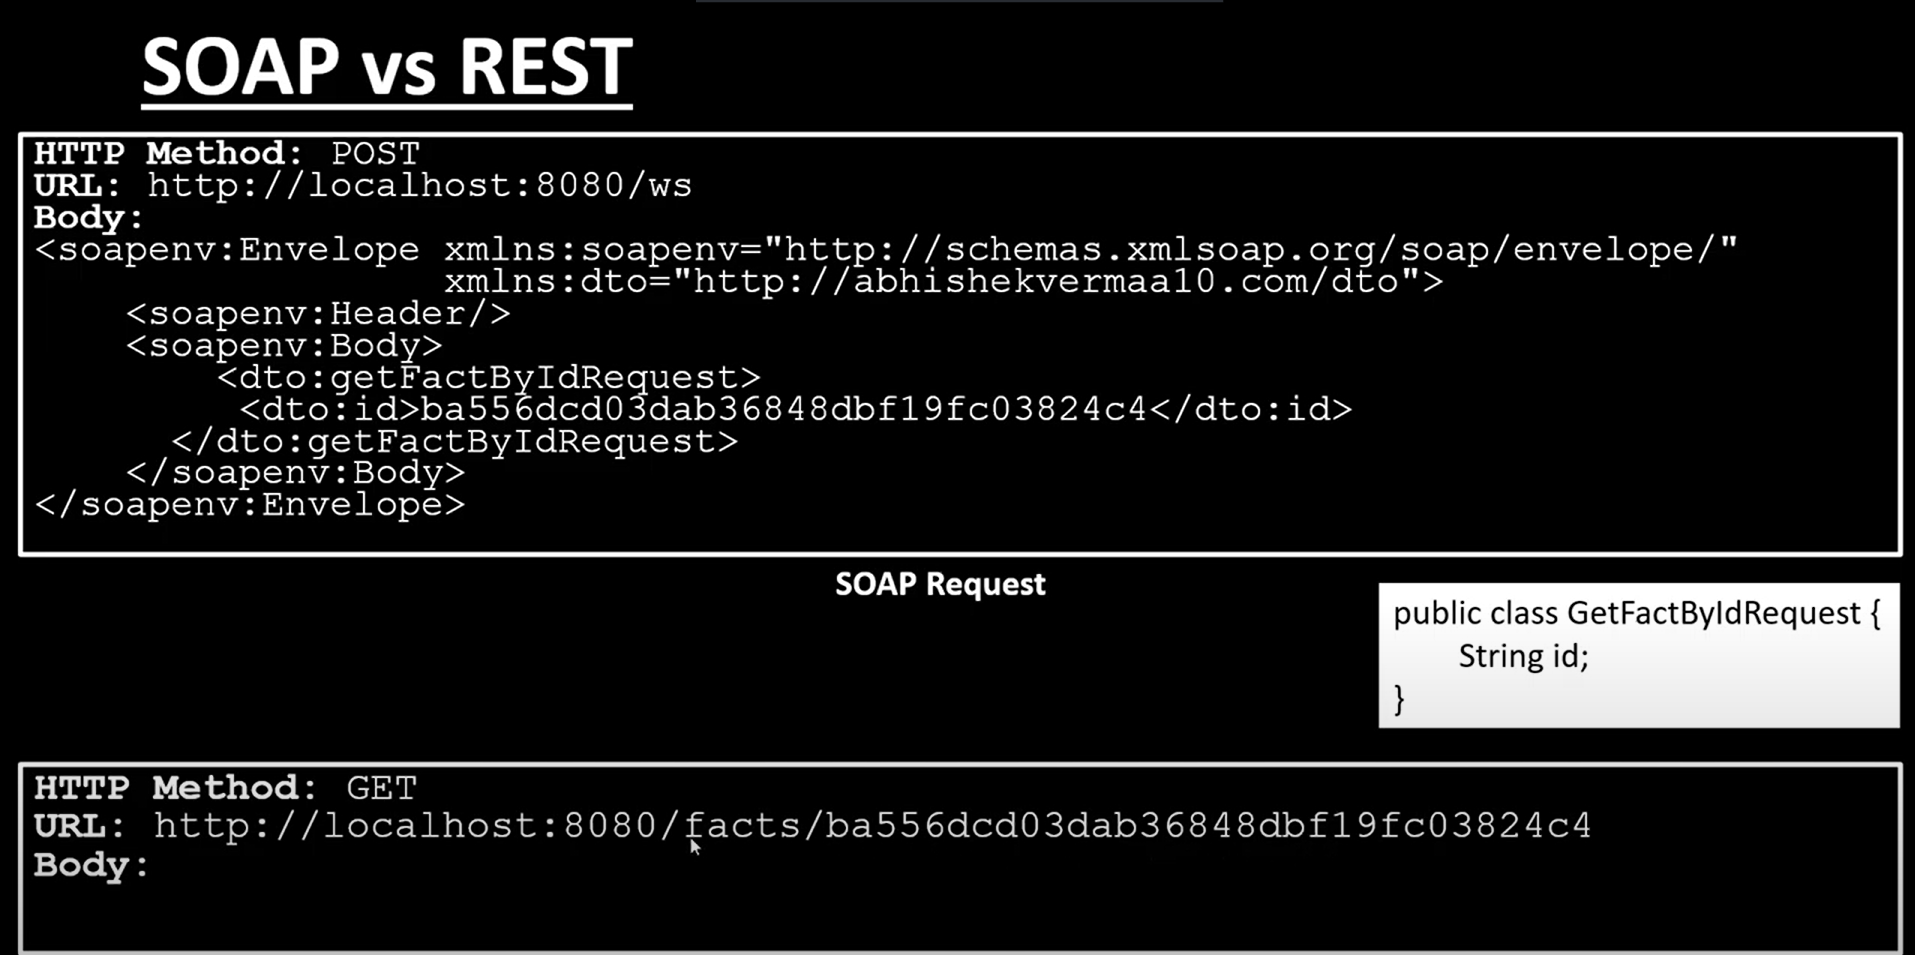 SOAP vs REST
HTTP Method: POST
URL: http://localhost:8080/ws
Body:
<soapenv:Envelope xmlns:soapenv="http://schemas.xmlsoap.org/soap/envelope/"
xmlns:dto="http://abhishekvermaa10.com/dto">
<soapenv:Header/>
<soapenv:Body>
<dto:getFactByIdRequest>
<dto:id>ba556dcd03dab36848dbf19fc03824c4</dto:id>
</dto:getFactByIdRequest>
</soapenv:Body>
</soapenv:Envelope>
SOAP Request
public class GetFactByIdRequest {
String id;
}
HTTP Method: GET
URL: http://localhost:8080/facts/ba556dcd03dab36848dbf19fc03824c4
Body: